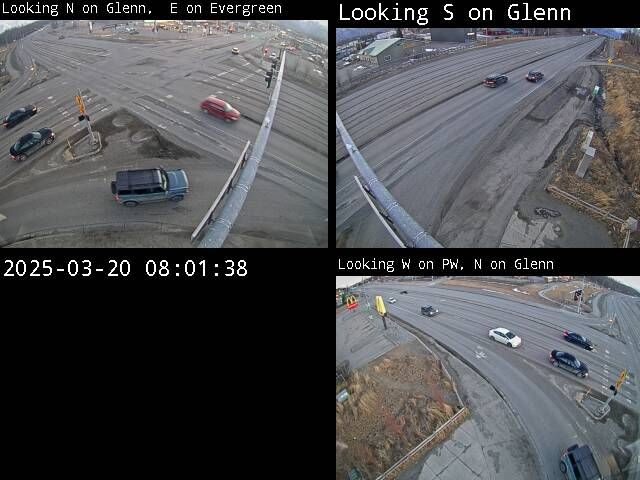 Looking N on Glenn,  E on Evergreen
Looking S on Glenn
2025-03-20 08:01:38
Looking W on PW, N on Glenn